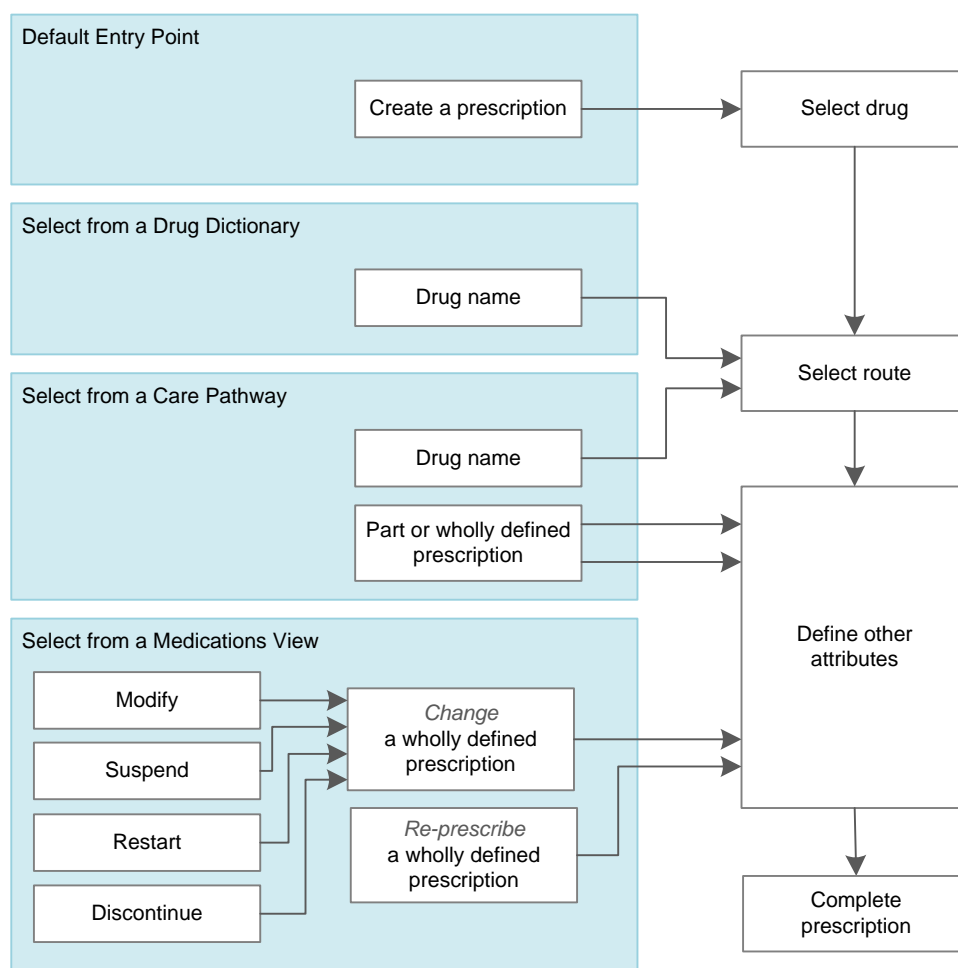 Default Entry Point
Create a prescription
Select drug
Select from a Drug Dictionary
Drug name
Select route
Select from a Care Pathway
Drug name
Part or wholly defined
prescription
Define other
attributes
Select from a Medications View
Modify
Suspend
Restart
Discontinue
Change
a wholly defined
prescription
Re-prescribe
a wholly defined
prescription
Complete
prescription